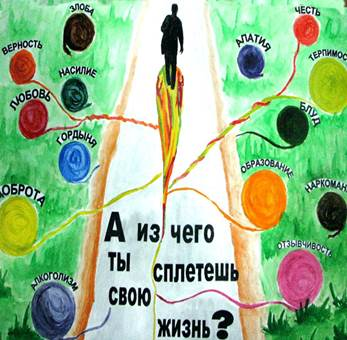 ЗЛОБА
ЧЕСТЬ
ВЕРНОСТЬ
АПАТИЯ
ТЕРПИМОС
НАСИЛИЕ
ЛЮБОВЬ
БЛУД
ГОРДЫНЯ
ОБРАЗОВАНИЕ
НАРКОМАН
ДОБРОТА
ОТЗЫВЧИВОСТЬ
АЛКОГОЛИЗМ
А из чего
ты сплетешь
свою
жизнь?